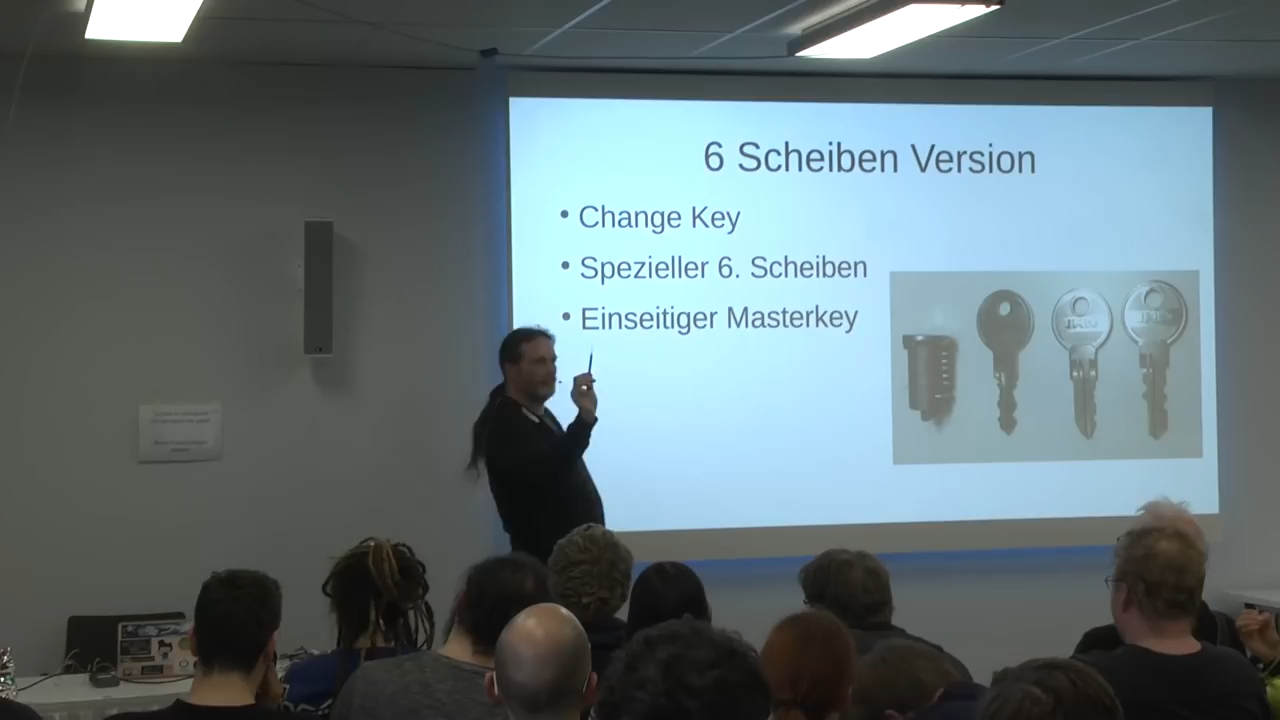 6 Scheiben Version
• Change Key
• Spezieller 6. Scheiben
• Einseitiger Masterkey